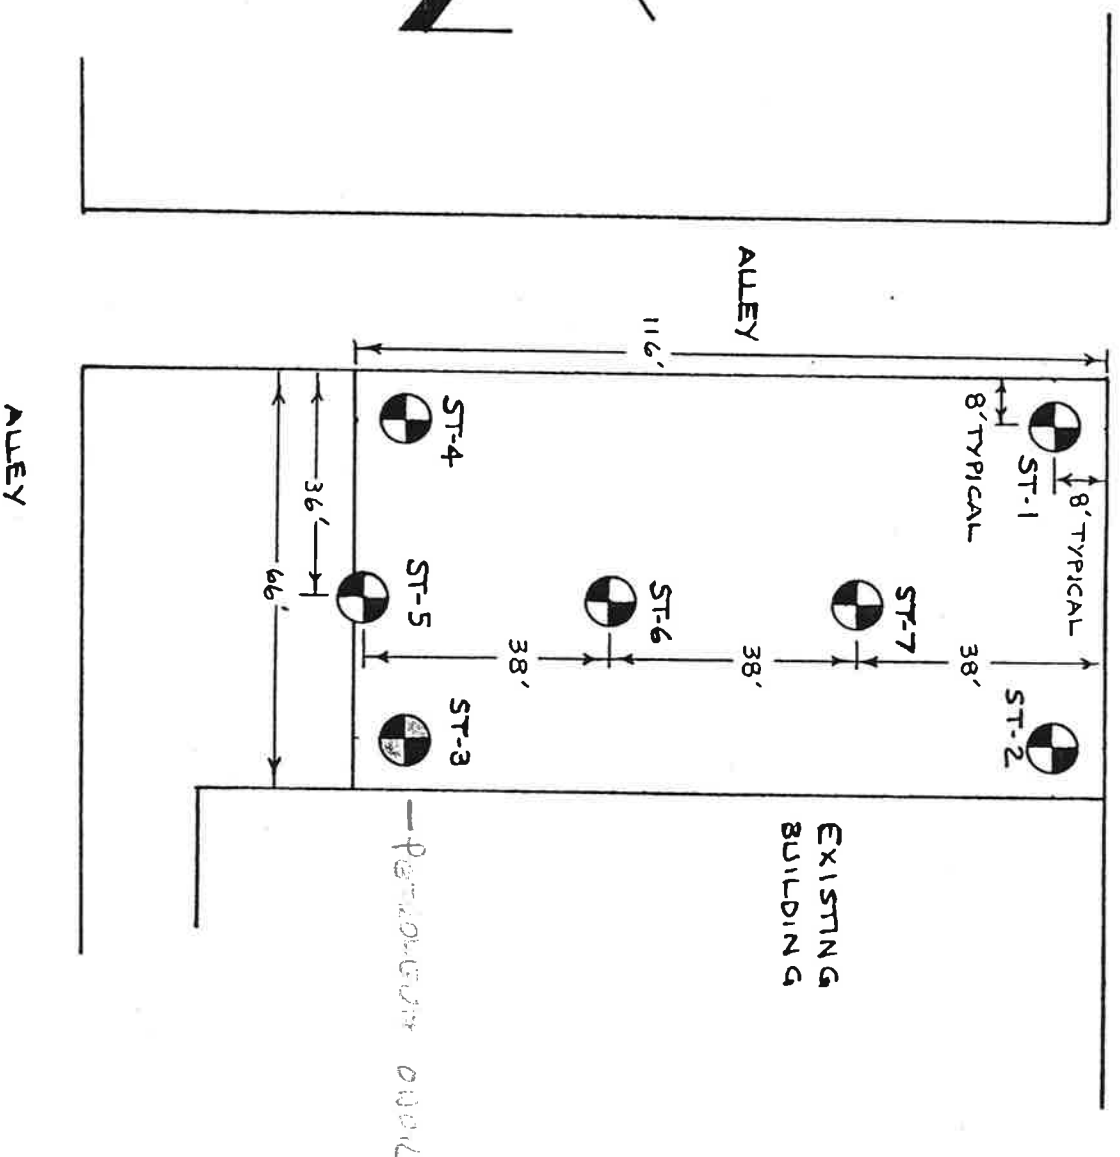 ALLEY
116'
8' TYPICAL
ST-1
8' TYPICAL
ST-4
36'
66'
ST-5
ST-6
ST-7
38'
38'
38'
ST-3
ST-2
EXISTING
BUILDING
ALLEY